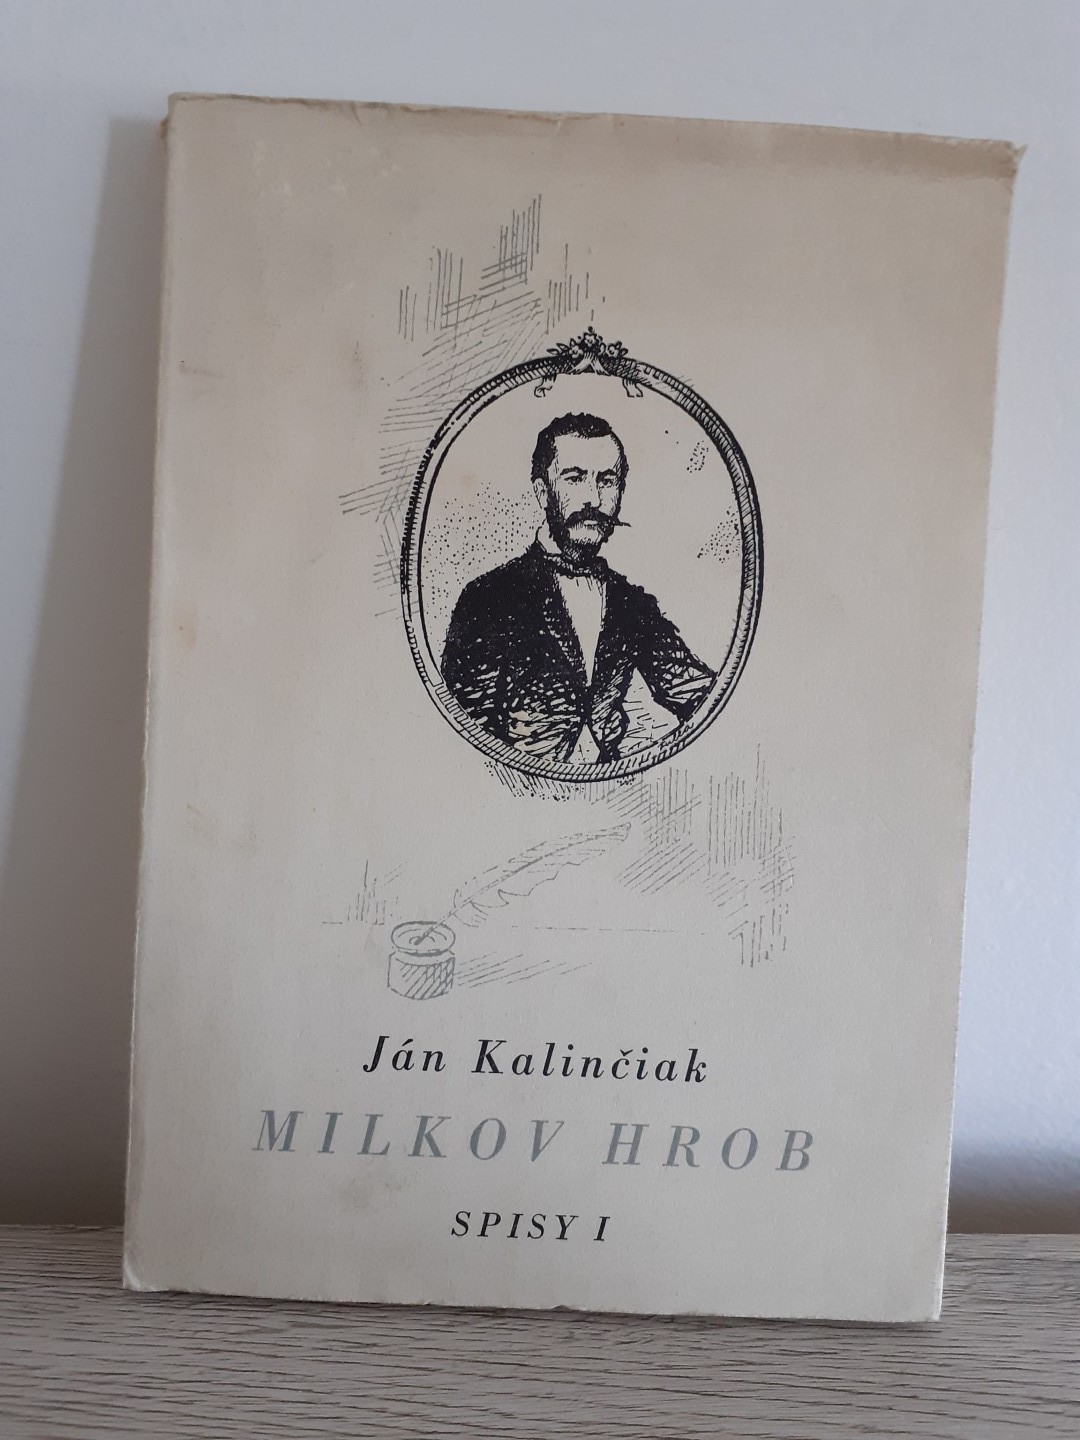 Ján Kalinčiak
MILKOV HROB
SPISY I